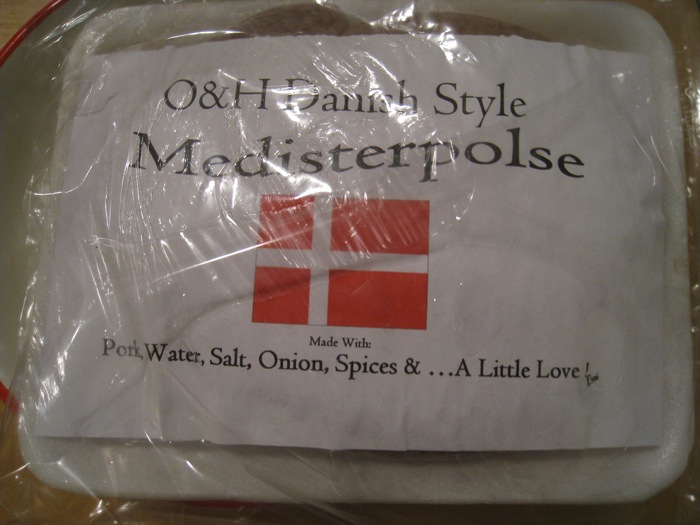 O&H Danish Style
Medisterpolse
Made With:
Pork,Water, Salt, Onion, Spices & ...A Little Love !